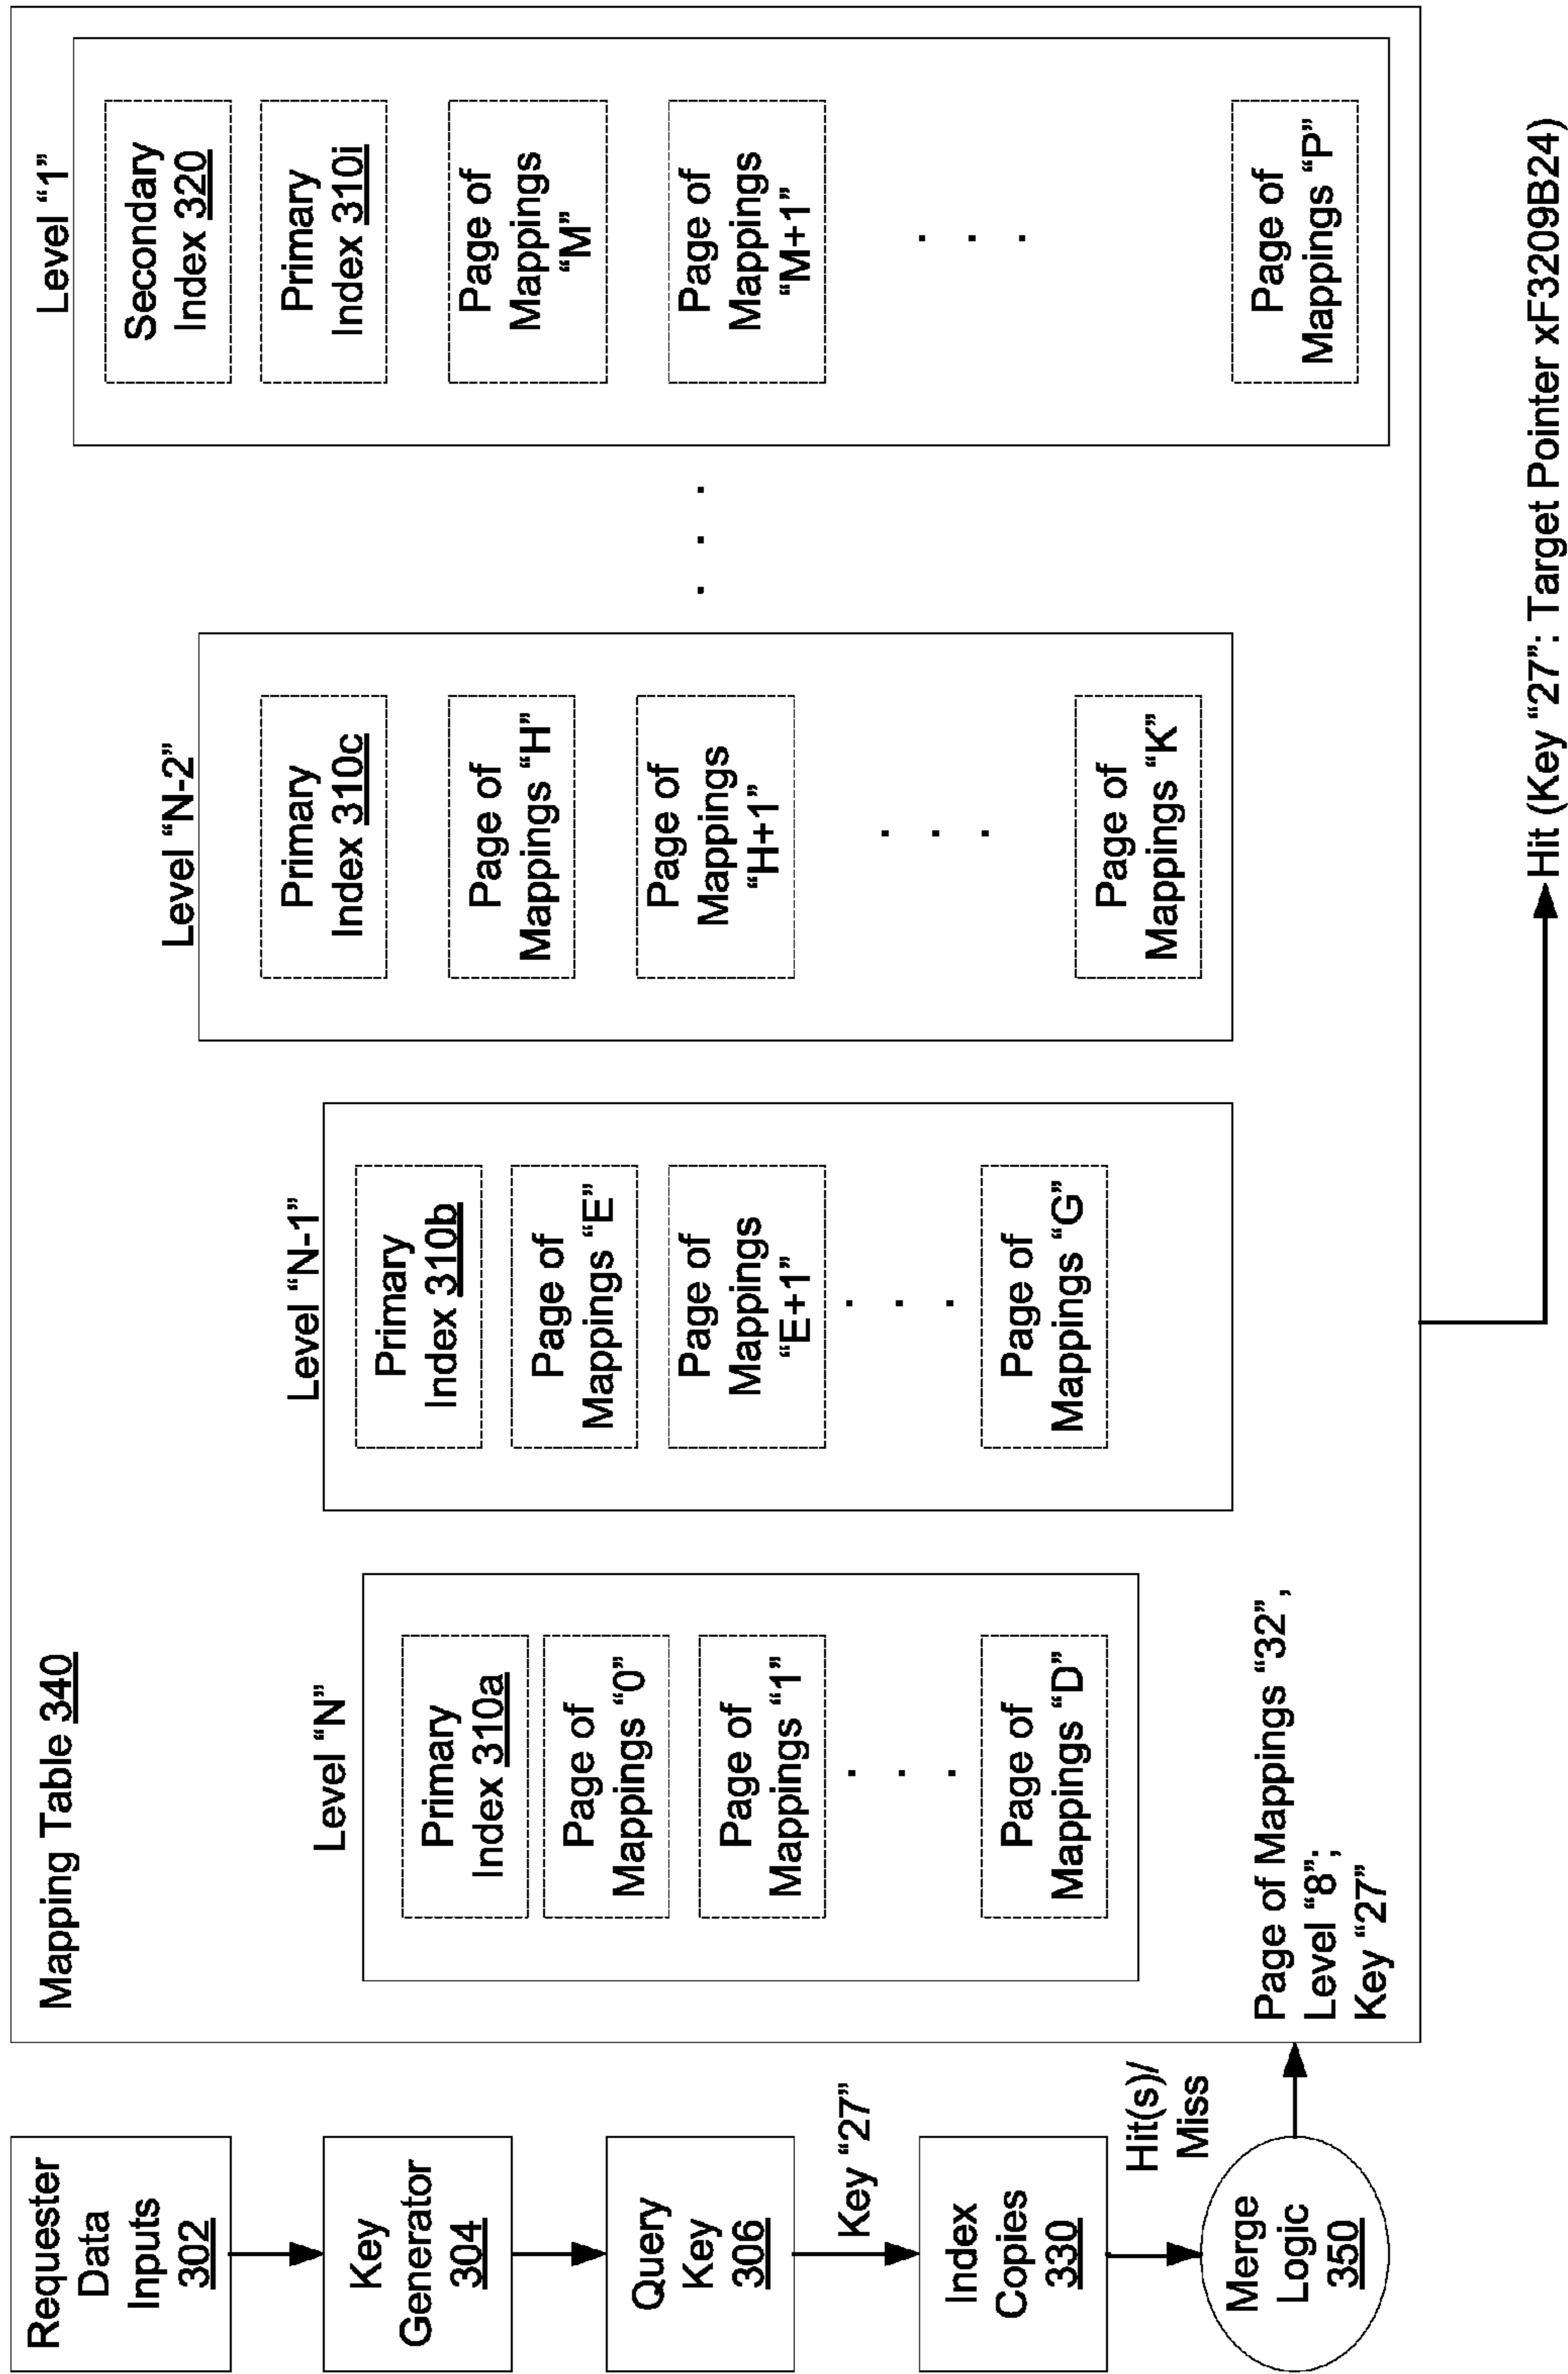 Requester
Data
Inputs
302
Key
Generator
304
Query
Key
306
Key “27”
Index
Copies
330
Hit(s)/
Miss
Merge
Logic
350
Mapping Table 340
Level “N”
Primary
Index 310a
Page of
Mappings “0”
Page of
Mappings “1”
. . .
Page of
Mappings “D”
Page of Mappings “32”,
Level “8”;
Key “27”
Level “N-1”
Primary
Index 310b
Page of
Mappings “E”
Page of
Mappings
“E+1”
. . .
Page of
Mappings “G”
Level “N-2”
Primary
Index 310c
Page of
Mappings “H”
Page of
Mappings
“H+1”
. . .
Page of
Mappings “K”
. . .
Level “1”
Secondary
Index 320
Primary
Index 310i
Page of
Mappings
“M”
Page of
Mappings
“M+1”
. . .
Page of
Mappings “P”
Hit (Key “27”: Target Pointer xF3209B24)